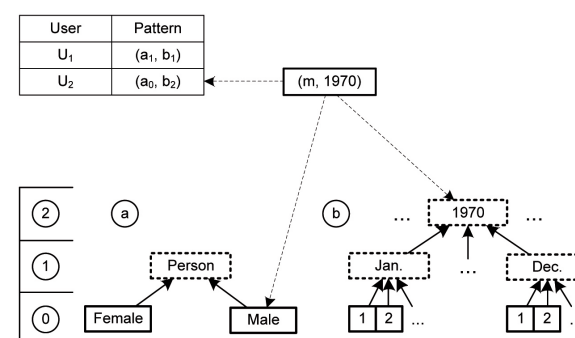 User Pattern
U₁ (a₁, b₁)
U₂ (a₀, b₂)
(m, 1970)
2 a b ... 1970 ...
1 Person Jan. ... Dec.
0 Female Male 1 2 ... 1 2 ...